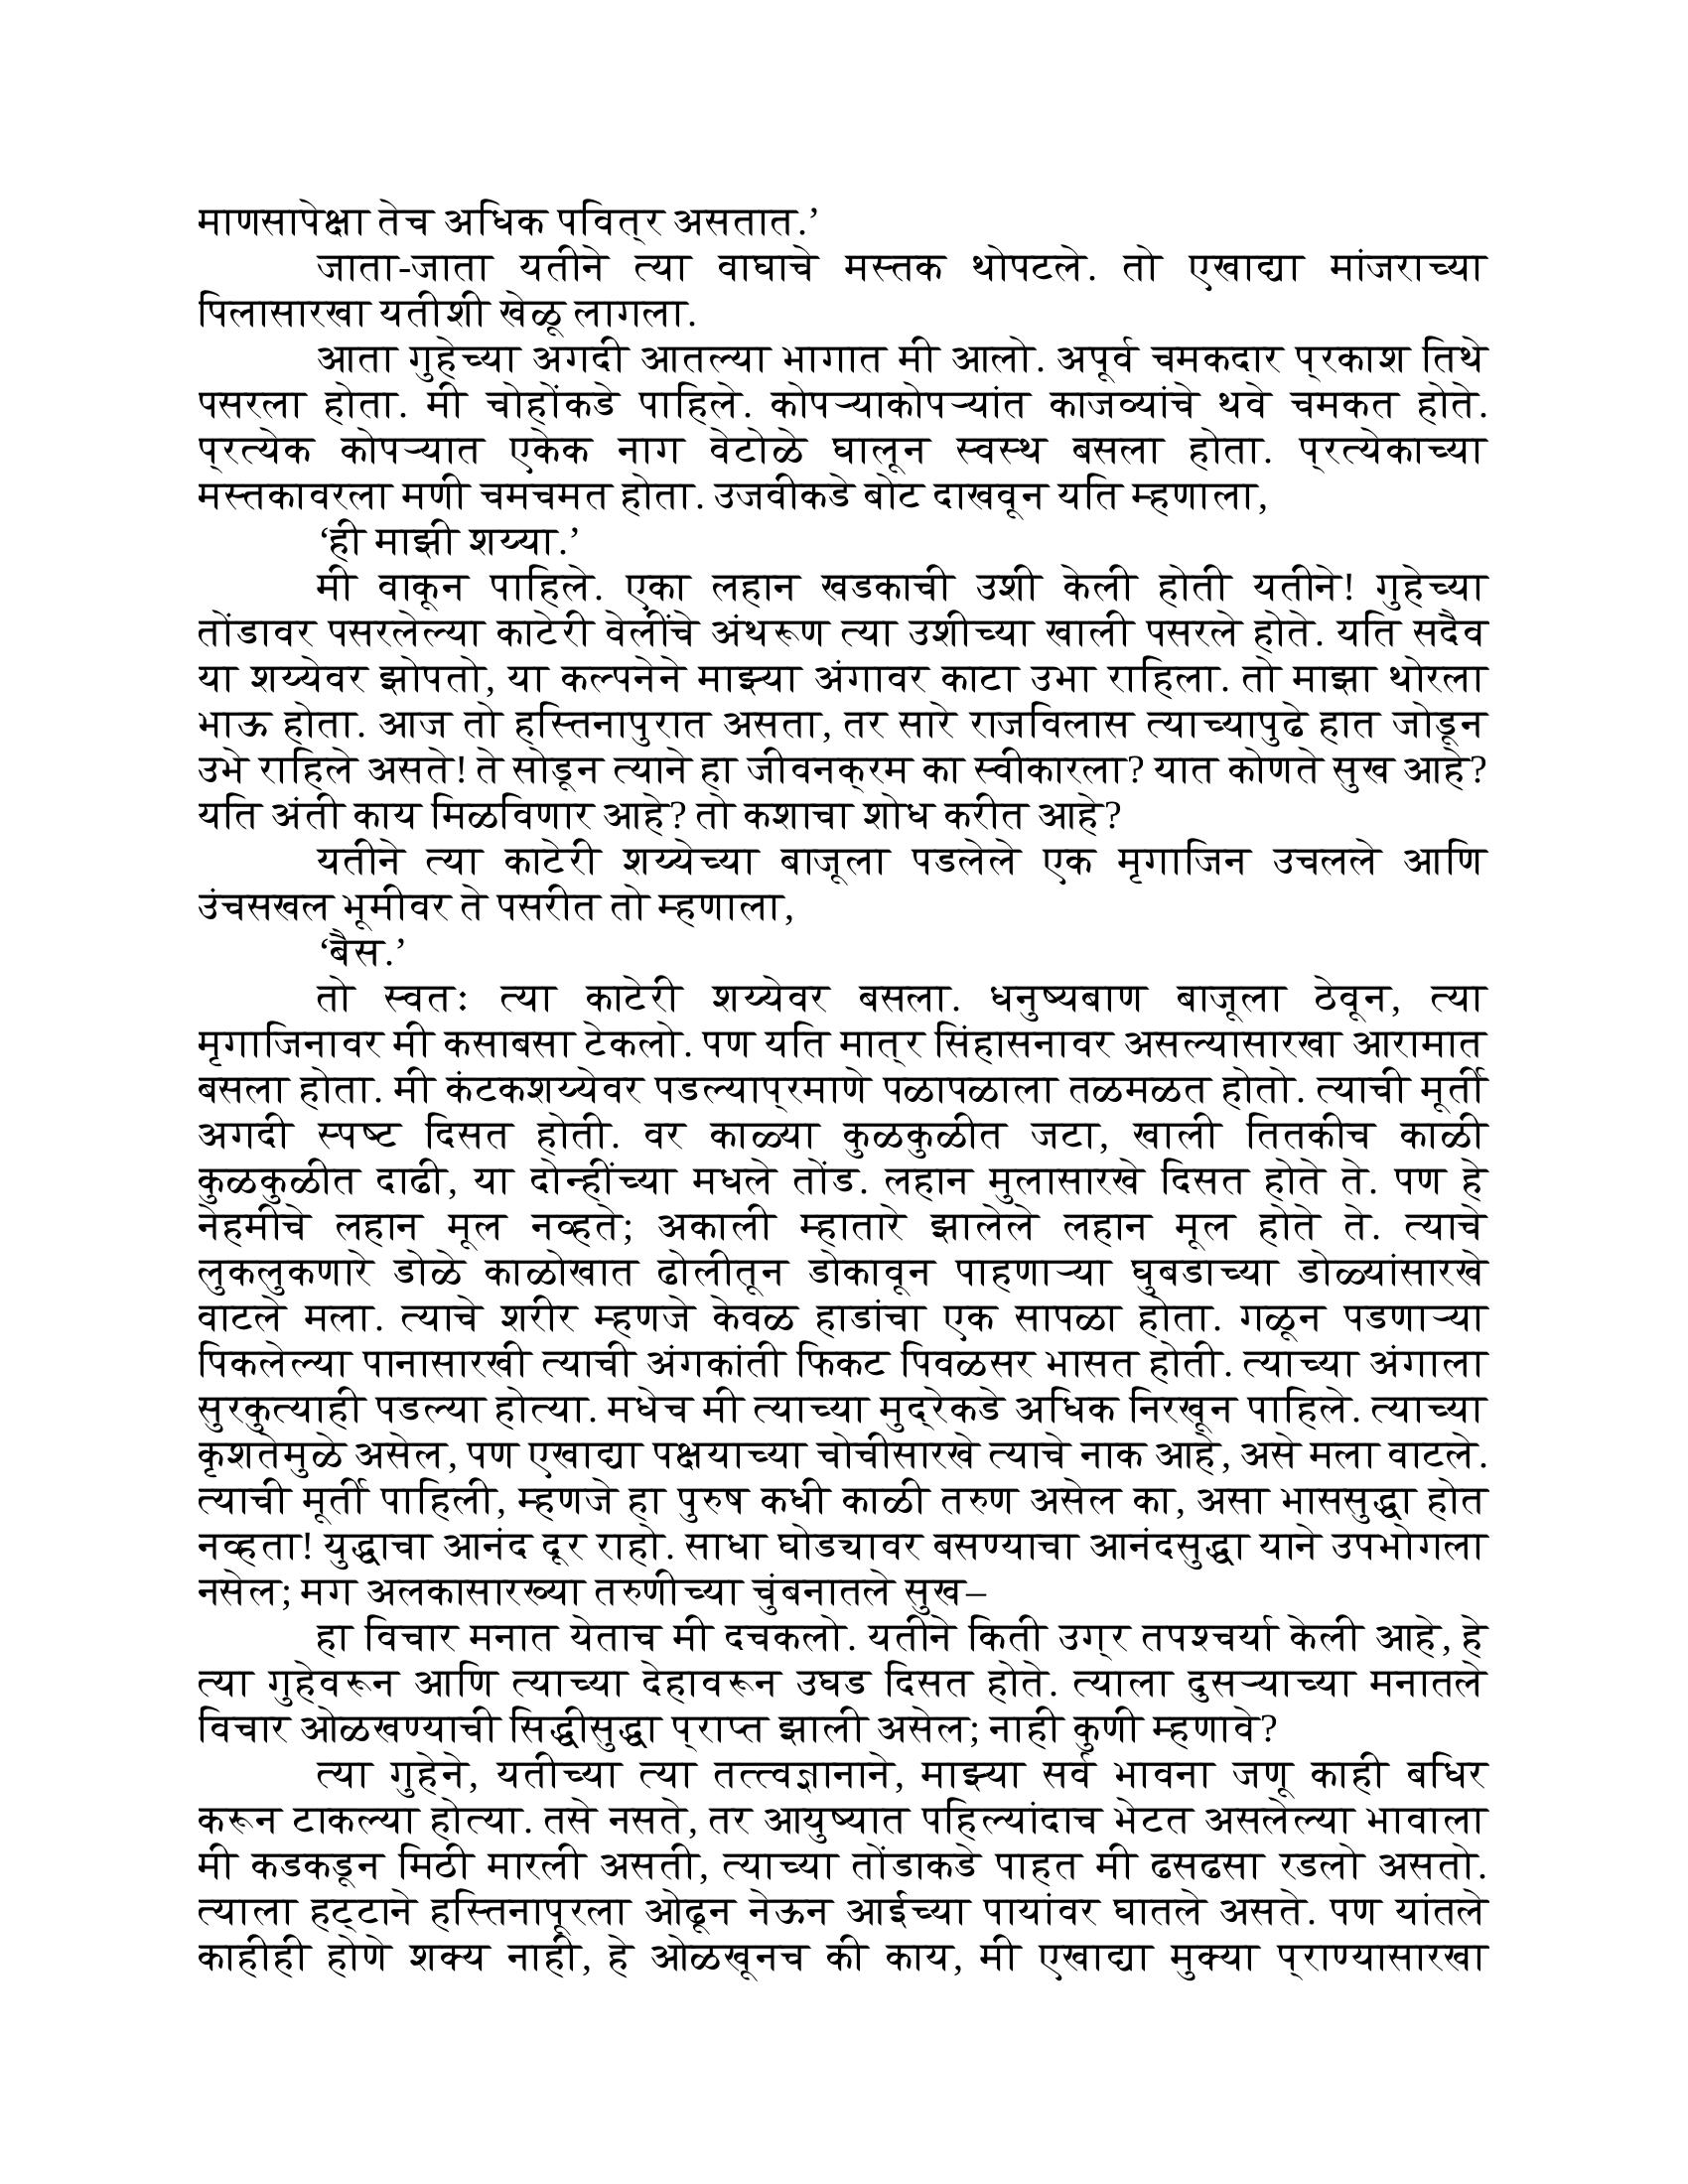 माणसापेक्षा तेच अधिक पवित्र असतात.’
जाता-जाता यतीने त्या वाघाचे मस्तक थोपटले. तो एखाद्या मांजराच्या
पिलासारखा यतीशी खेळू लागला.
आता गुहेच्या अगदी आतल्या भागात मी आलो. अपूर्व चमकदार प्रकाश तिथे
पसरला होता. मी चोहोंकडे पाहिले. कोपऱ्याकोपऱ्यांत काजव्यांचे थवे चमकत होते.
प्रत्येक कोपऱ्यात एकेक नाग वेटोळे घालून स्वस्थ बसला होता. प्रत्येकाच्या
मस्तकावरला मणी चमचमत होता. उजवीकडे बोट दाखवून यति म्हणाला,
‘ही माझी शय्या.’
मी वाकून पाहिले. एका लहान खडकाची उशी केली होती यतीने! गुहेच्या
तोंडावर पसरलेल्या काटेरी वेलींचे अंथरूण त्या उशीच्या खाली पसरले होते. यति सदैव
या शय्येवर झोपतो, या कल्पनेने माझ्या अंगावर काटा उभा राहिला. तो माझा थोरला
भाऊ होता. आज तो हस्तिनापुरात असता, तर सारे राजविलास त्याच्यापुढे हात जोडून
उभे राहिले असते! ते सोडून त्याने हा जीवनक्रम का स्वीकारला? यात कोणते सुख आहे?
यति अंती काय मिळविणार आहे? तो कशाचा शोध करीत आहे?
यतीने त्या काटेरी शय्येच्या बाजूला पडलेले एक मृगाजिन उचलले आणि
उंचसखल भूमीवर ते पसरीत तो म्हणाला,
‘बैस.’
तो स्वतः त्या काटेरी शय्येवर बसला. धनुष्यबाण बाजूला ठेवून, त्या
मृगाजिनावर मी कसाबसा टेकलो. पण यति मात्र सिंहासनावर असल्यासारखा आरामात
बसला होता. मी कंटकशय्येवर पडल्याप्रमाणे पळापळाला तळमळत होतो. त्याची मूर्ती
अगदी स्पष्ट दिसत होती. वर काळ्या कुळकुळीत जटा, खाली तितकीच काळी
कुळकुळीत दाढी, या दोन्हींच्या मधले तोंड. लहान मुलासारखे दिसत होते ते. पण हे
नेहमीचे लहान मूल नव्हते; अकाली म्हातारे झालेले लहान मूल होते ते. त्याचे
लुकलुकणारे डोळे काळोखात ढोलीतून डोकावून पाहणाऱ्या घुबडाच्या डोळ्यांसारखे
वाटले मला. त्याचे शरीर म्हणजे केवळ हाडांचा एक सापळा होता. गळून पडणाऱ्या
पिकलेल्या पानासारखी त्याची अंगकांती फिकट पिवळसर भासत होती. त्याच्या अंगाला
सुरकुत्याही पडल्या होत्या. मधेच मी त्याच्या मुद्रेकडे अधिक निरखून पाहिले. त्याच्या
कृशतेमुळे असेल, पण एखाद्या पक्षयाच्या चोचीसारखे त्याचे नाक आहे, असे मला वाटले.
त्याची मूर्ती पाहिली, म्हणजे हा पुरुष कधी काळी तरुण असेल का, असा भाससुद्धा होत
नव्हता! युद्धाचा आनंद दूर राहो. साधा घोड्यावर बसण्याचा आनंदसुद्धा याने उपभोगला
नसेल; मग अलकासारख्या तरुणीच्या चुंबनातले सुख–
हा विचार मनात येताच मी दचकलो. यतीने किती उग्र तपश्चर्या केली आहे, हे
त्या गुहेवरून आणि त्याच्या देहावरून उघड दिसत होते. त्याला दुसऱ्याच्या मनातले
विचार ओळखण्याची सिद्धीसुद्धा प्राप्त झाली असेल; नाही कुणी म्हणावे?
त्या गुहेने, यतीच्या त्या तत्त्वज्ञानाने, माझ्या सर्व भावना जणू काही बधिर
करून टाकल्या होत्या. तसे नसते, तर आयुष्यात पहिल्यांदाच भेटत असलेल्या भावाला
मी कडकडून मिठी मारली असती, त्याच्या तोंडाकडे पाहत मी ढसढसा रडलो असतो.
त्याला हट्टाने हस्तिनापूरला ओढून नेऊन आईच्या पायांवर घातले असते. पण यांतले
काहीही होणे शक्य नाही, हे ओळखूनच की काय, मी एखाद्या मुक्या प्राण्यासारखा